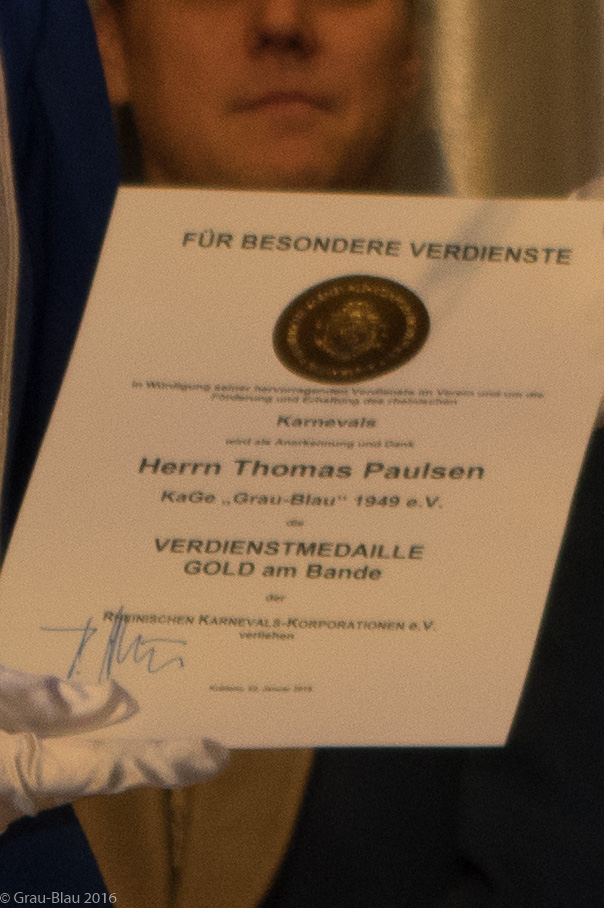 FÜR BESONDERE VERDIENSTE
In Würdigung seiner hervorragenden Verdienste im Verein und um die
Förderung und Erhaltung des rheinischen
Karnevals
wird als Anerkennung und Dank
Herrn Thomas Paulsen
KaGe „Grau-Blau“ 1949 e.V.
die
VERDIENSTMEDAILLE
GOLD am Bande
der
RHEINISCHEN KARNEVALS-KORPORATIONEN e.V.
verliehen
Koblenz, Januar
© Grau-Blau 2016